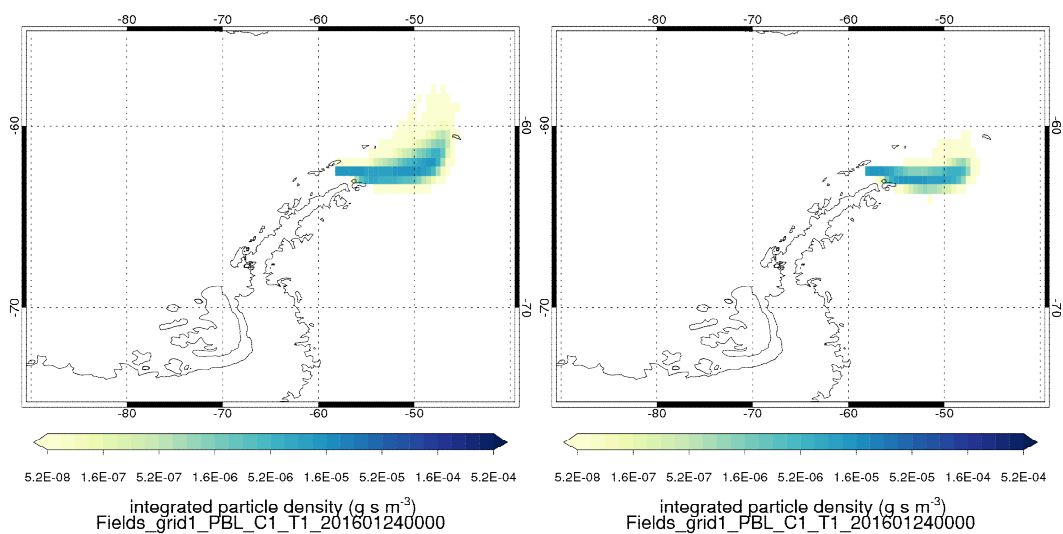 -80 -70 -60 -50 -80 -70 -60 -50
-60 -60 -60 -60
-70 -70 -70 -70
-80 -70 -60 -50 -80 -70 -60 -50
5.2E-08 1.6E-07 5.2E-07 1.6E-06 5.2E-06 1.6E-05 5.2E-05 1.6E-04 5.2E-04 5.2E-08 1.6E-07 5.2E-07 1.6E-06 5.2E-06 1.6E-05 5.2E-05 1.6E-04 5.2E-04
integrated particle density (g s m-3) integrated particle density (g s m-3)
Fields_grid1_PBL_C1_T1_201601240000 Fields_grid1_PBL_C1_T1_201601240000